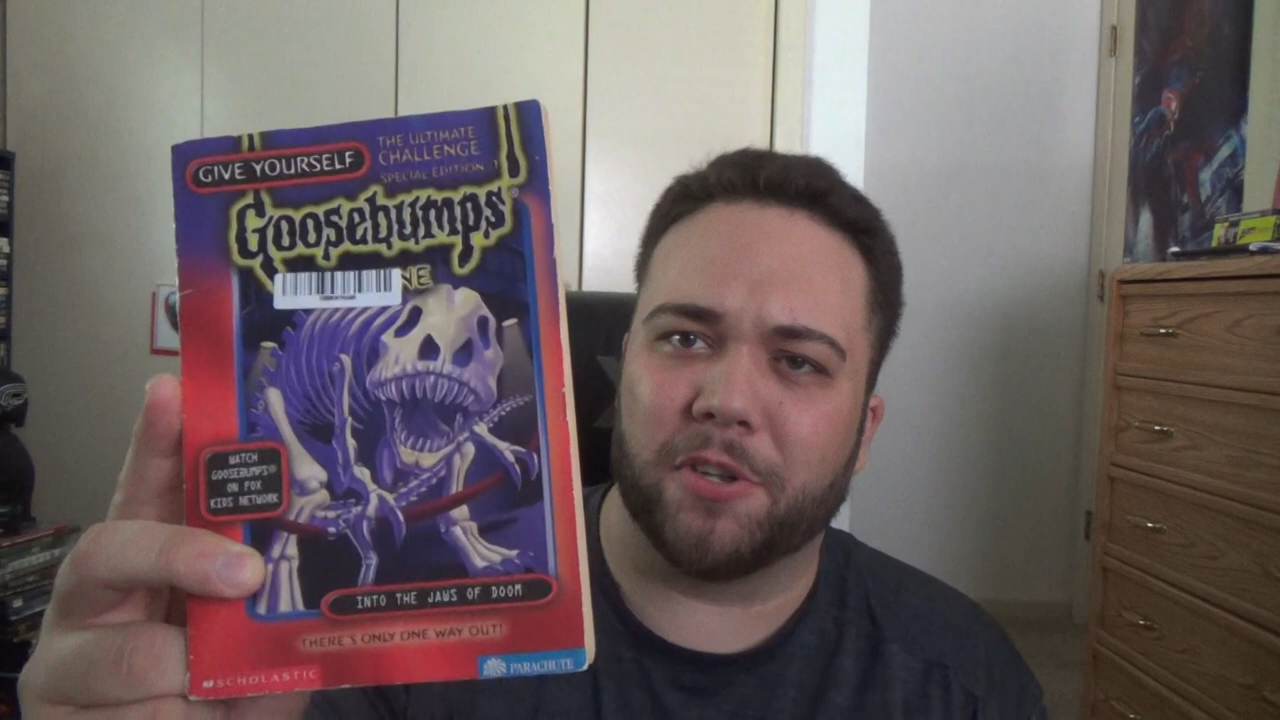 GIVE YOURSELF
THE ULTIMATE
CHALLENGE
SPECIAL EDITION
Goosebumps®
NE
WATCH
GOOSEBUMPS®
ON FOX
KIDS NETWORK
INTO THE JAWS OF DOOM
THERE'S ONLY ONE WAY OUT!
SCHOLASTIC
PARACHUTE